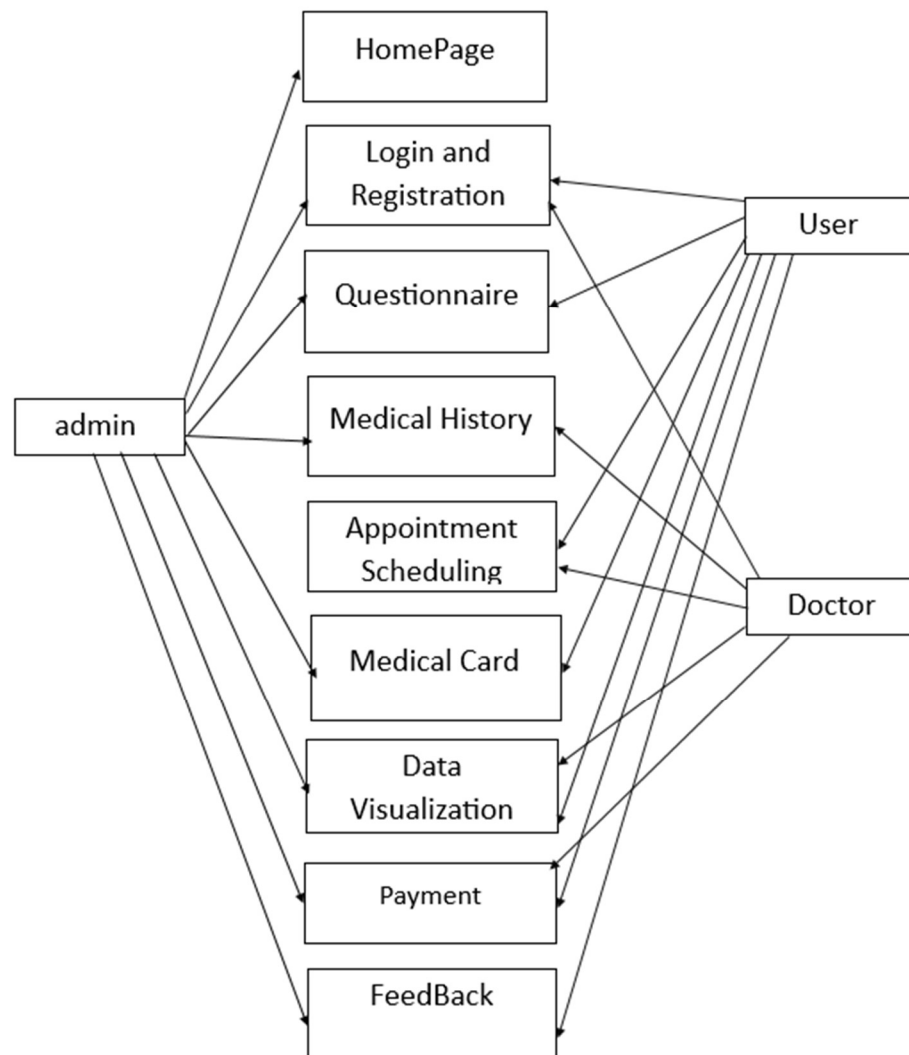 HomePage
Login and
Registration
User
Questionnaire
admin
Medical History
Appointment
Scheduling
Doctor
Medical Card
Data
Visualization
Payment
FeedBack